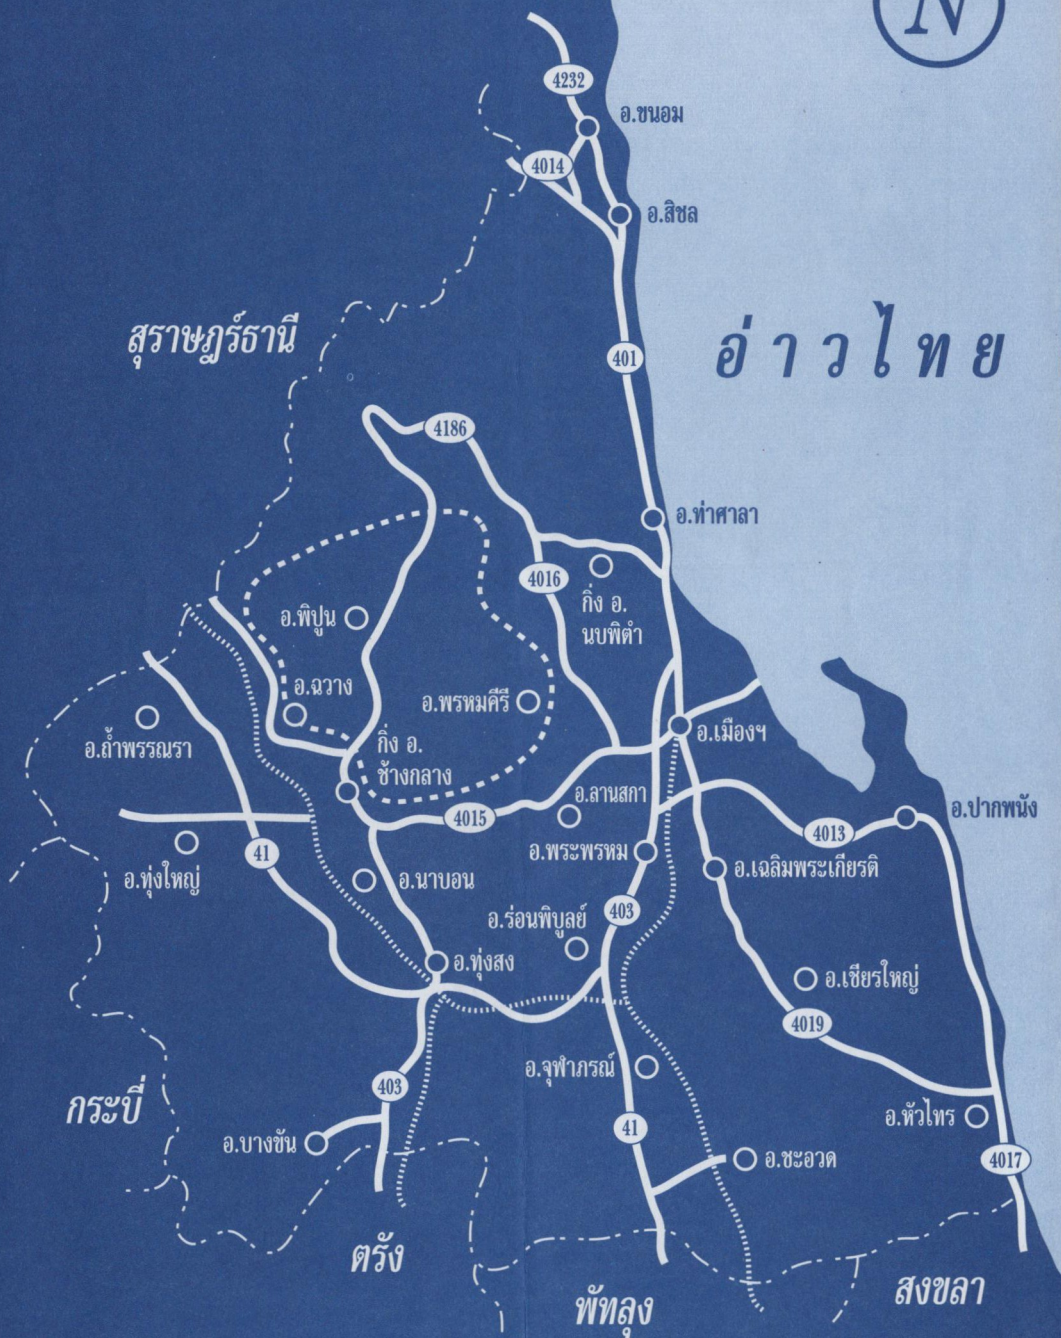 N
4232
อ.ขนอม
4014
อ.สิชล
สุราษฎร์ธานี
401
อ่าวไทย
4186
อ.ท่าศาลา
4016
กิ่ง อ.
นบพิตำ
อ.พิปูน
อ.ฉวาง
อ.พรหมคีรี
อ.ถ้ำพรรณรา
กิ่ง อ.
ช้างกลาง
อ.เมืองฯ
อ.ลานสกา
4015
4013
อ.ปากพนัง
41
อ.พระพรหม
อ.เฉลิมพระเกียรติ
อ.ทุ่งใหญ่
อ.นาบอน
403
อ.ร่อนพิบูลย์
อ.ทุ่งสง
อ.เชียรใหญ่
4019
อ.จุฬาภรณ์
403
กระบี่
อ.หัวไทร
41
อ.บางขัน
อ.ชะอวด
4017
ตรัง
พัทลุง
สงขลา